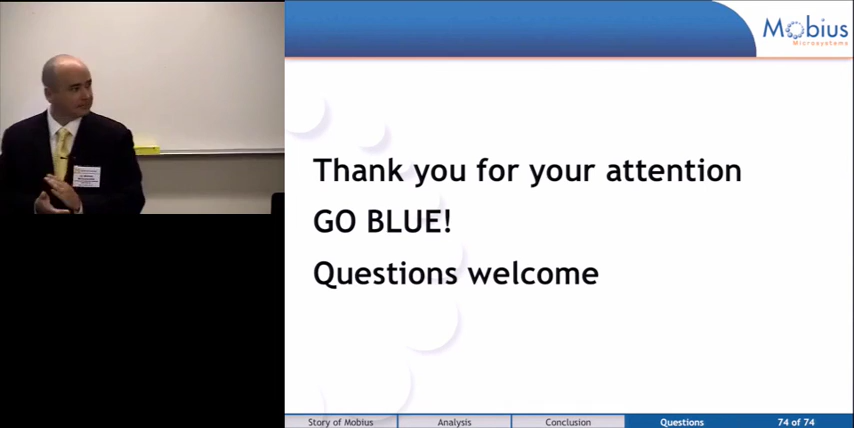 Mobius
Microsystems
Thank you for your attention
GO BLUE!
Questions welcome
Story of Mobius
Analysis
Conclusion
Questions
74 of 74